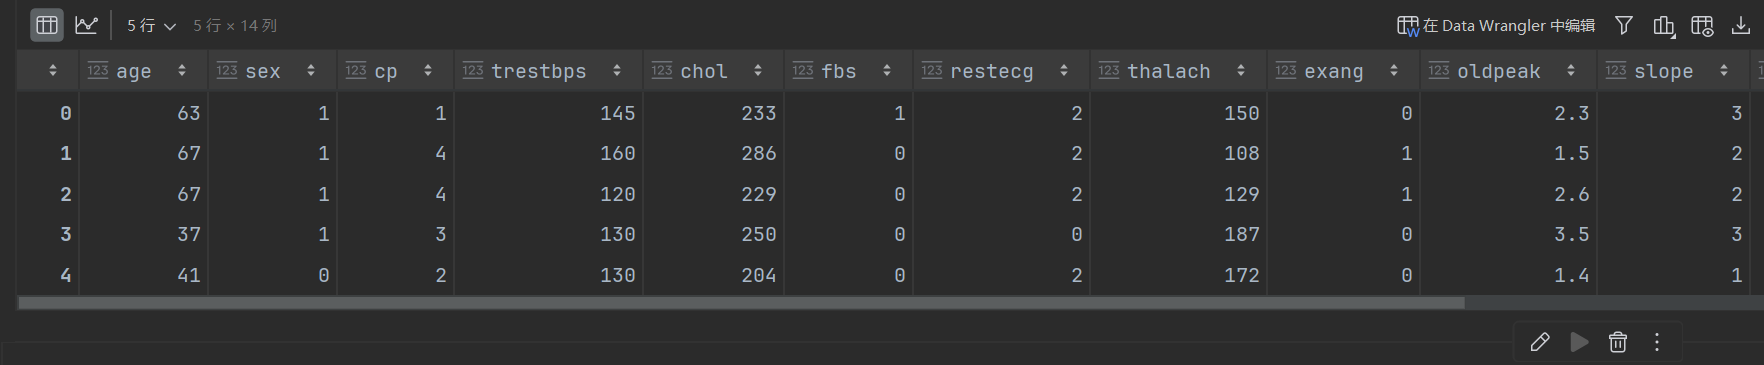 5 行 5 行 × 14 列 在 Data Wrangler 中编辑
123 age 123 sex 123 cp 123 trestbps 123 chol 123 fbs 123 restecg 123 thalach 123 exang 123 oldpeak 123 slope
0 63 1 1 145 233 1 2 150 0 2.3 3
1 67 1 4 160 286 0 2 108 1 1.5 2
2 67 1 4 120 229 0 2 129 1 2.6 2
3 37 1 3 130 250 0 0 187 0 3.5 3
4 41 0 2 130 204 0 2 172 0 1.4 1